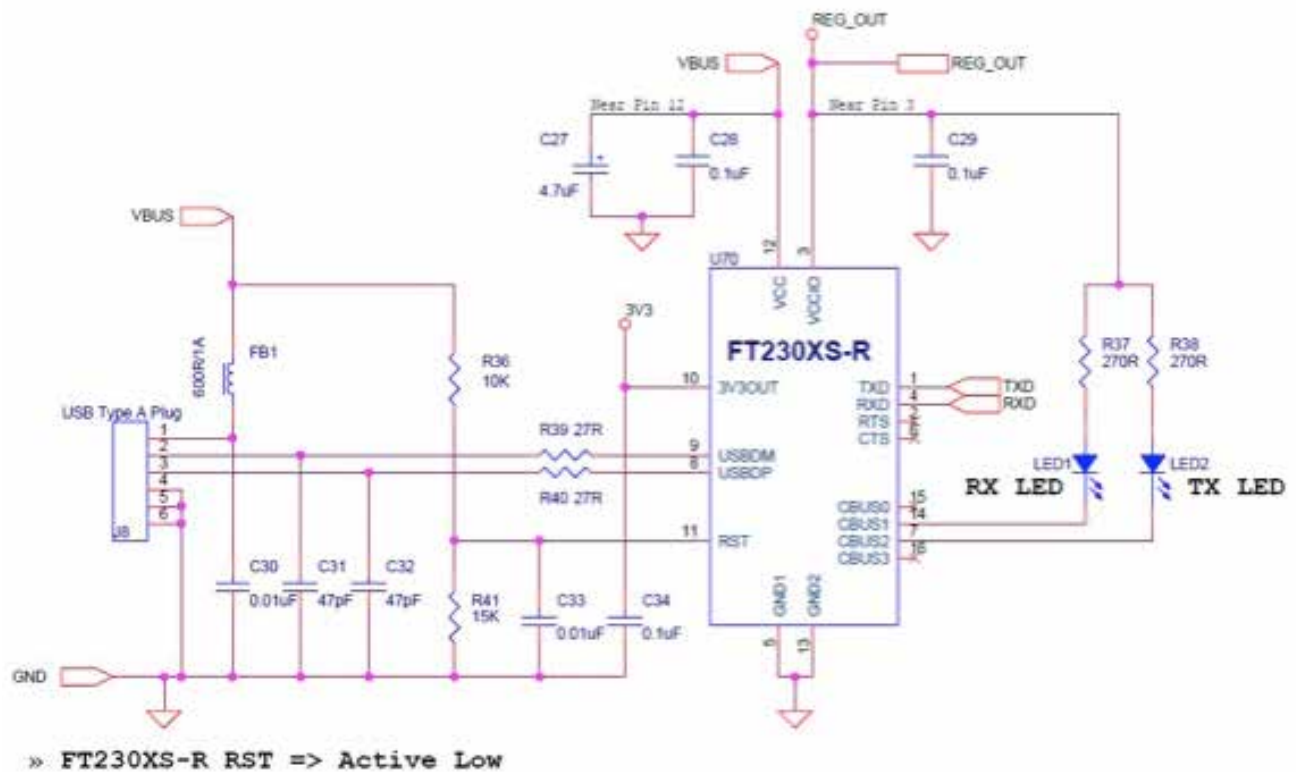 REG_OUT
VBUS
REG_OUT
Near Pin 12
Near Pin 3
C27
4.7uF
C28
0.1uF
C29
0.1uF
VBUS
12
3
U70
VCC
VCCIO
3V3
FT230XS-R
FB1
600R/1A
R36
10K
R37
270R
R38
270R
10
3V3OUT
TXD
1
TXD
RXD
4
RXD
RTS
CTS
USB Type A Plug
1
2
3
4
5
6
J8
R39 27R
9
USBDM
8
USBDP
R40 27R
LED1
RX LED
LED2
TX LED
CBUS0
15
CBUS1
14
CBUS2
7
CBUS3
16
11
RST
C30
0.01uF
C31
47pF
C32
47pF
R41
15K
C33
0.01uF
C34
0.1uF
GND1
GND2
5
13
GND
» FT230XS-R RST => Active Low